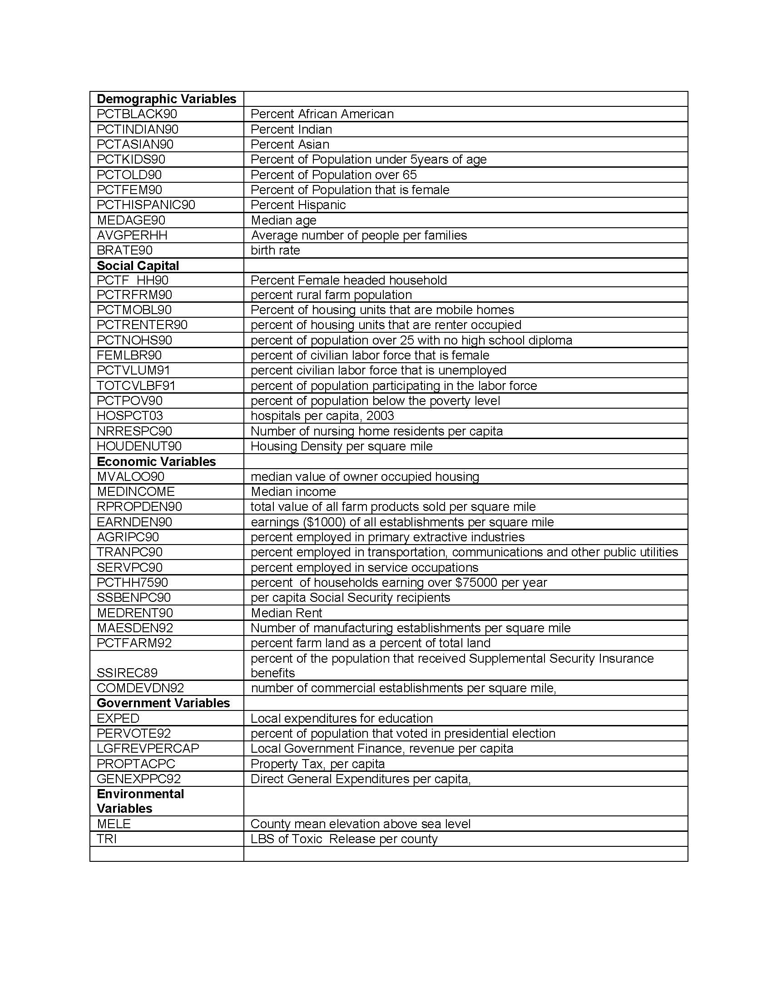 Demographic Variables
PCTBLACK90 Percent African American
PCTINDIAN90 Percent Indian
PCTASIAN90 Percent Asian
PCTKIDS90 Percent of Population under 5years of age
PCTOLD90 Percent of Population over 65
PCTFEM90 Percent of Population that is female
PCTHISPANIC90 Percent Hispanic
MEDAGE90 Median age
AVGPERHH Average number of people per families
BRATE90 birth rate
Social Capital
PCTF HH90 Percent Female headed household
PCTRFRM90 percent rural farm population
PCTMOBL90 Percent of housing units that are mobile homes
PCTRENTER90 percent of housing units that are renter occupied
PCTNOHS90 percent of population over 25 with no high school diploma
FEMLBR90 percent of civilian labor force that is female
PCTVLUM91 percent civilian labor force that is unemployed
TOTCVLBF91 percent of population participating in the labor force
PCTPOV90 percent of population below the poverty level
HOSPCT03 hospitals per capita, 2003
NRRESPC90 Number of nursing home residents per capita
HOUDENUT90 Housing Density per square mile
Economic Variables
MVALOO90 median value of owner occupied housing
MEDINCOME Median income
RPROPDEN90 total value of all farm products sold per square mile
EARNDEN90 earnings ($1000) of all establishments per square mile
AGRIPC90 percent employed in primary extractive industries
TRANPC90 percent employed in transportation, communications and other public utilities
SERVPC90 percent employed in service occupations
PCTHH7590 percent of households earning over $75000 per year
SSBENPC90 per capita Social Security recipients
MEDRENT90 Median Rent
MAESDEN92 Number of manufacturing establishments per square mile
PCTFARM92 percent farm land as a percent of total land
percent of the population that received Supplemental Security Insurance
SSIREC89 benefits
COMDEVDN92 number of commercial establishments per square mile,
Government Variables
EXPED Local expenditures for education
PERVOTE92 percent of population that voted in presidential election
LGFREVPERCAP Local Government Finance, revenue per capita
PROPTACPC Property Tax, per capita
GENEXPPC92 Direct General Expenditures per capita,
Environmental
Variables
MELE County mean elevation above sea level
TRI LBS of Toxic Release per county